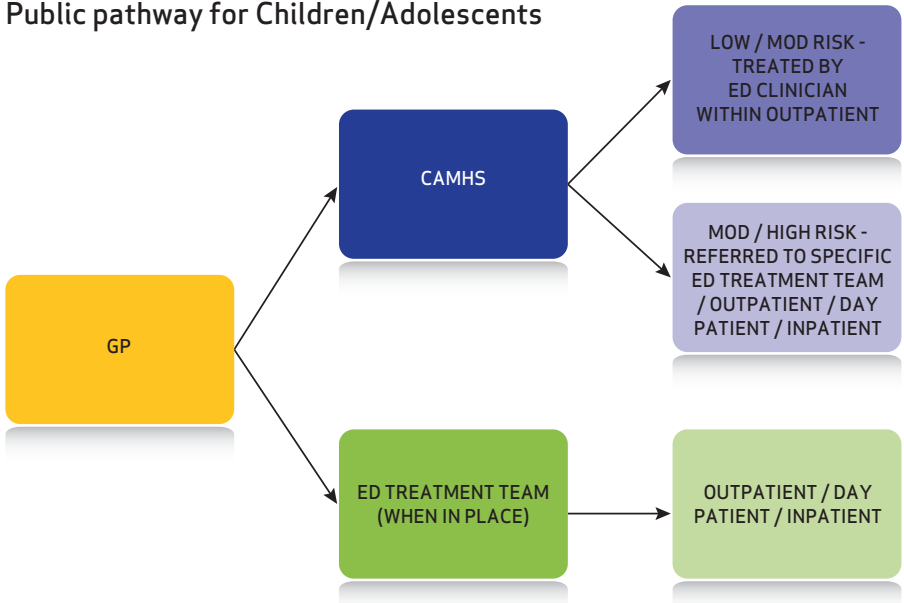 Public pathway for Children/Adolescents
GP
CAMHS
LOW / MOD RISK -
TREATED BY
ED CLINICIAN
WITHIN OUTPATIENT
MOD / HIGH RISK -
REFERRED TO SPECIFIC
ED TREATMENT TEAM
/ OUTPATIENT / DAY
PATIENT / INPATIENT
ED TREATMENT TEAM
(WHEN IN PLACE)
OUTPATIENT / DAY
PATIENT / INPATIENT